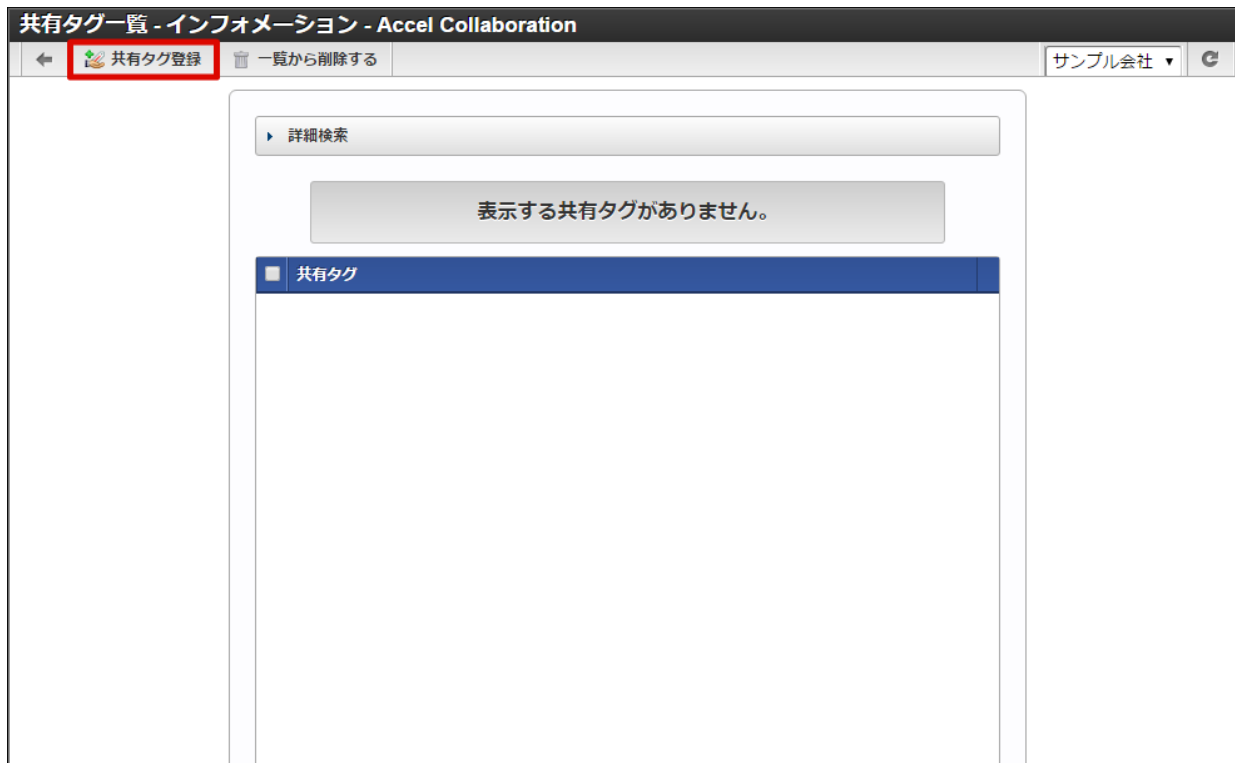 共有タグ一覧 - インフォメーション - Accel Collaboration
共有タグ登録 一覧から削除する サンプル会社
詳細検索
表示する共有タグがありません。
共有タグ